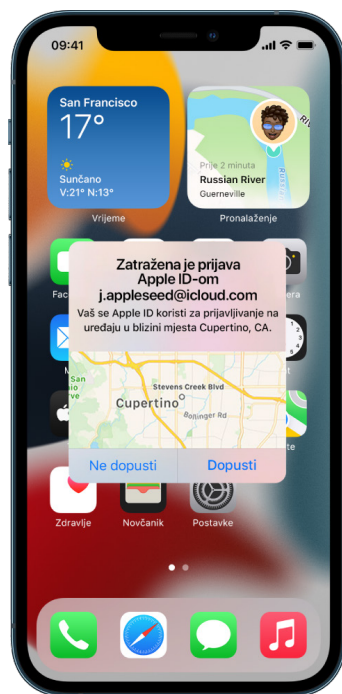 09:41
San Francisco
17°
Sunčano
V:21° N:13°
Vrijeme
Prije 2 minuta
Russian River
Guerneville
Pronalaženje
Zatražena je prijava
Apple ID-om
j.appleseed@icloud.com
Vaš se Apple ID koristi za prijavljivanje na
uređaju u blizini mjesta Cupertino, CA.
San
Stevens Creek Blvd
Cupertino
Bollinger Rd
Ne dopusti
Dopusti
Zdravlje
Novčanik
Postavke